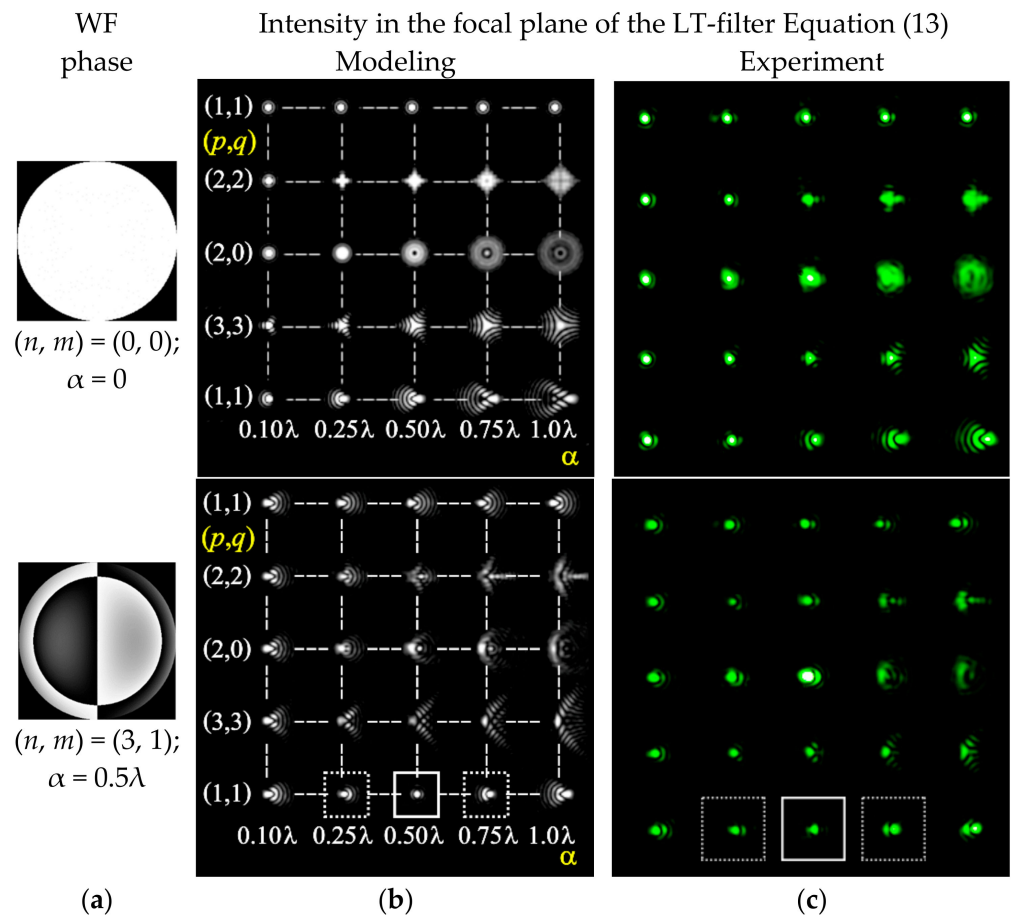 WF
phase
Intensity in the focal plane of the LT-filter Equation (13)
Modeling
Experiment
(n, m) = (0, 0);
α = 0
(1,1)
(p,q)
(2,2)
(2,0)
(3,3)
(1,1)
0.10λ 0.25λ 0.50λ 0.75λ 1.0λ
α
(n, m) = (3, 1);
α = 0.5λ
(1,1)
(p,q)
(2,2)
(2,0)
(3,3)
(1,1)
0.10λ 0.25λ 0.50λ 0.75λ 1.0λ
α
(a)
(b)
(c)